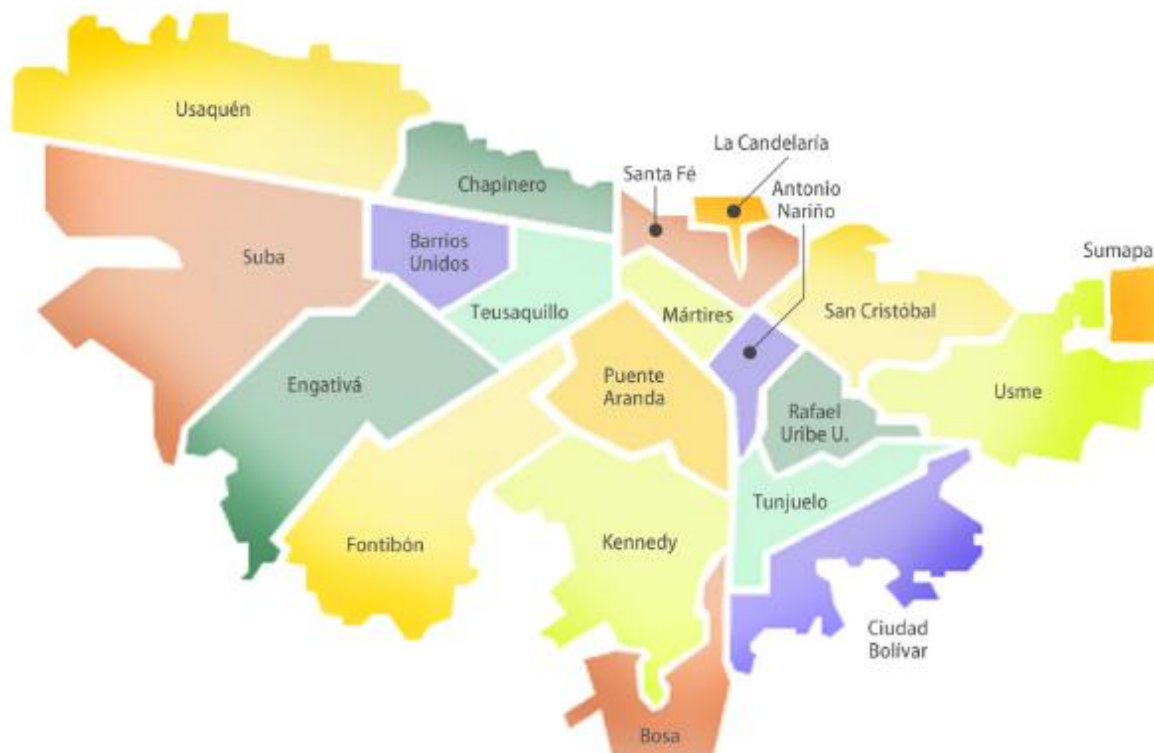 Usaquén
La Candelaría
Santa Fé
Antonio
Nariño
Chapinero
Barrios
Unidos
Suba
Sumapa
Teusaquillo
Mártires
San Cristóbal
Engativá
Puente
Aranda
Usme
Rafael
Uribe U.
Tunjuelo
Fontibón
Kennedy
Ciudad
Bolívar
Bosa